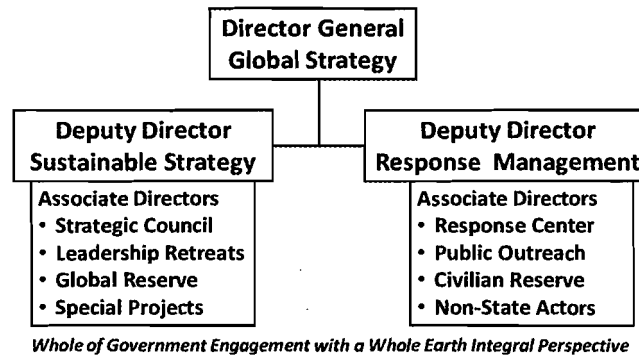 Director General
Global Strategy
Deputy Director
Sustainable Strategy
Associate Directors
• Strategic Council
• Leadership Retreats
• Global Reserve
• Special Projects
Deputy Director
Response Management
Associate Directors
• Response Center
• Public Outreach
• Civilian Reserve
• Non-State Actors
Whole of Government Engagement with a Whole Earth Integral Perspective